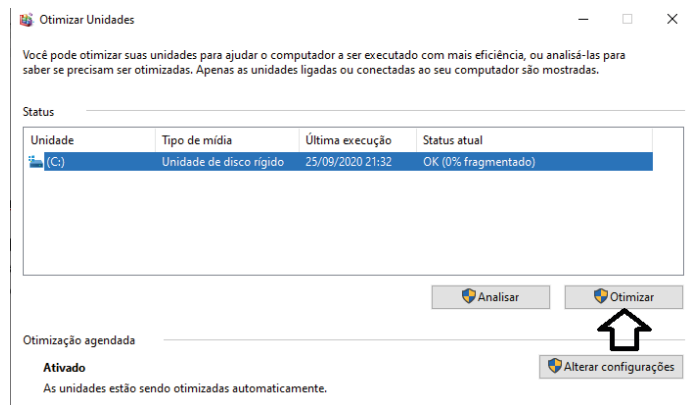 Otimizar Unidades
Você pode otimizar suas unidades para ajudar o computador a ser executado com mais eficiência, ou analisá-las para
saber se precisam ser otimizadas. Apenas as unidades ligadas ou conectadas ao seu computador são mostradas.
Status
Unidade Tipo de mídia Última execução Status atual
(C:) Unidade de disco rígido 25/09/2020 21:32 OK (0% fragmentado)
Analisar Otimizar
Otimização agendada
Ativado Alterar configurações
As unidades estão sendo otimizadas automaticamente.